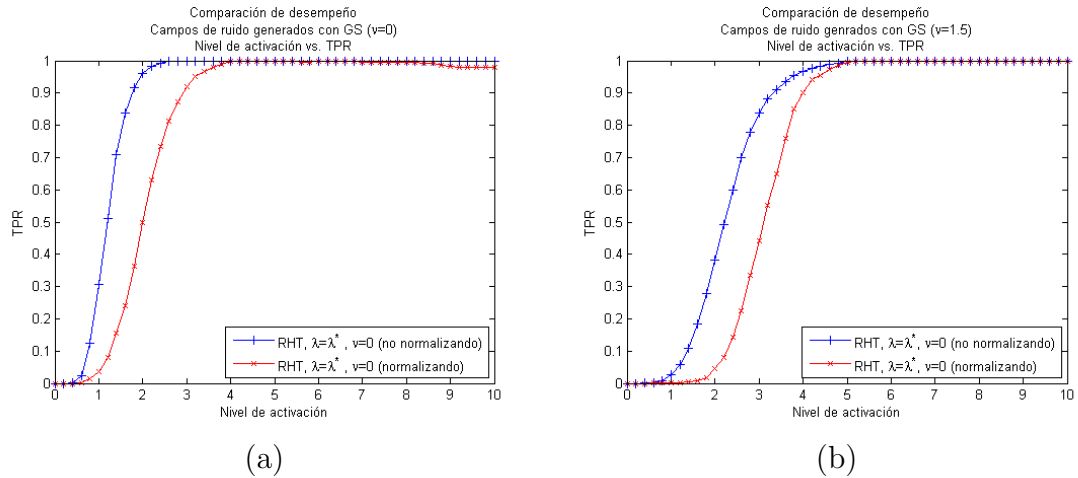 Comparación de desempeño
Campos de ruido generados con GS (v=0)
Nivel de activación vs. TPR
1
0.9
0.8
0.7
0.6
0.5
0.4
0.3
0.2
0.1
0
TPR
RHT, λ=λ*, v=0 (no normalizando)
RHT, λ=λ*, v=0 (normalizando)
0 1 2 3 4 5 6 7 8 9 10
Nivel de activación
(a)
Comparación de desempeño
Campos de ruido genrados con GS (v=1.5)
Nivel de activación vs. TPR
1
0.9
0.8
0.7
0.6
0.5
0.4
0.3
0.2
0.1
0
TPR
RHT, λ=λ*, v=0 (no normalizando)
RHT, λ=λ*, v=0 (normalizando)
0 1 2 3 4 5 6 7 8 9 10
Nivel de activación
(b)